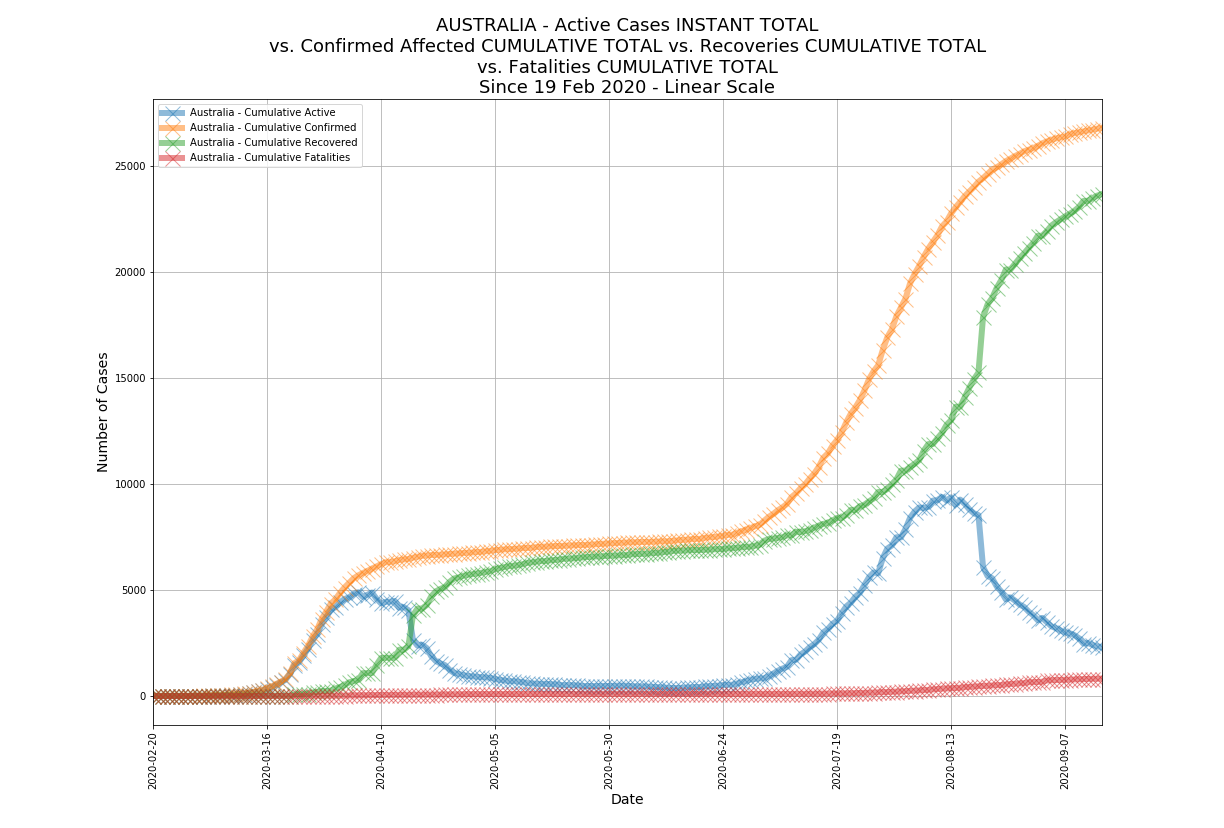 AUSTRALIA - Active Cases INSTANT TOTAL
vs. Confirmed Affected CUMULATIVE TOTAL vs. Recoveries CUMULATIVE TOTAL
vs. Fatalities CUMULATIVE TOTAL
Since 19 Feb 2020 - Linear Scale
Australia - Cumulative Active
Australia - Cumulative Confirmed
Australia - Cumulative Recovered
Australia - Cumulative Fatalities
Number of Cases
25000
20000
15000
10000
5000
0
2020-02-20
2020-03-16
2020-04-10
2020-05-05
2020-05-30
2020-06-24
2020-07-19
2020-08-13
2020-09-07
Date